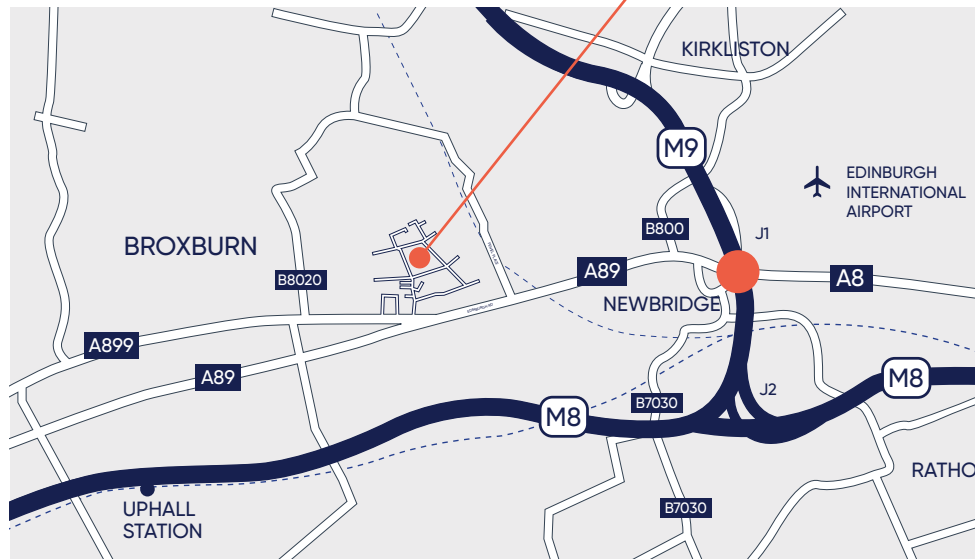 KIRKLISTON
M9
EDINBURGH
INTERNATIONAL
AIRPORT
B800
J1
BROXBURN
A89
A8
B8020
NEWBRIDGE
A899
A89
J2
M8
B7030
M8
RATHO
UPHALL
STATION
B7030